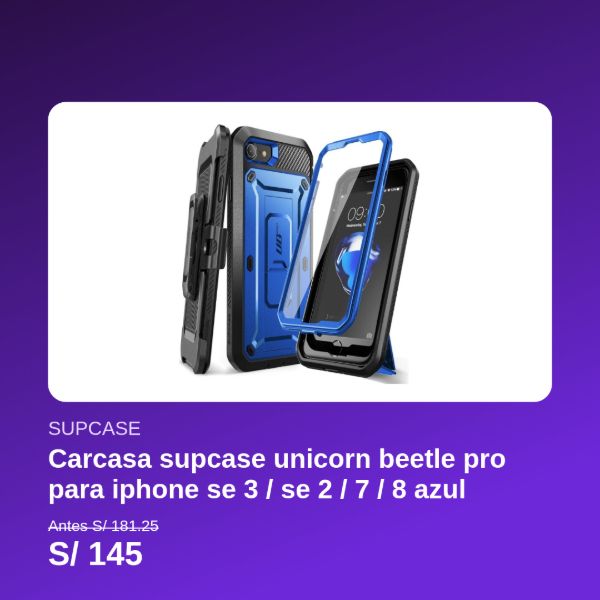 SUPCASE
Carcasa supcase unicorn beetle pro
para iphone se 3 / se 2 / 7 / 8 azul
Antes S/ 181.25
S/ 145